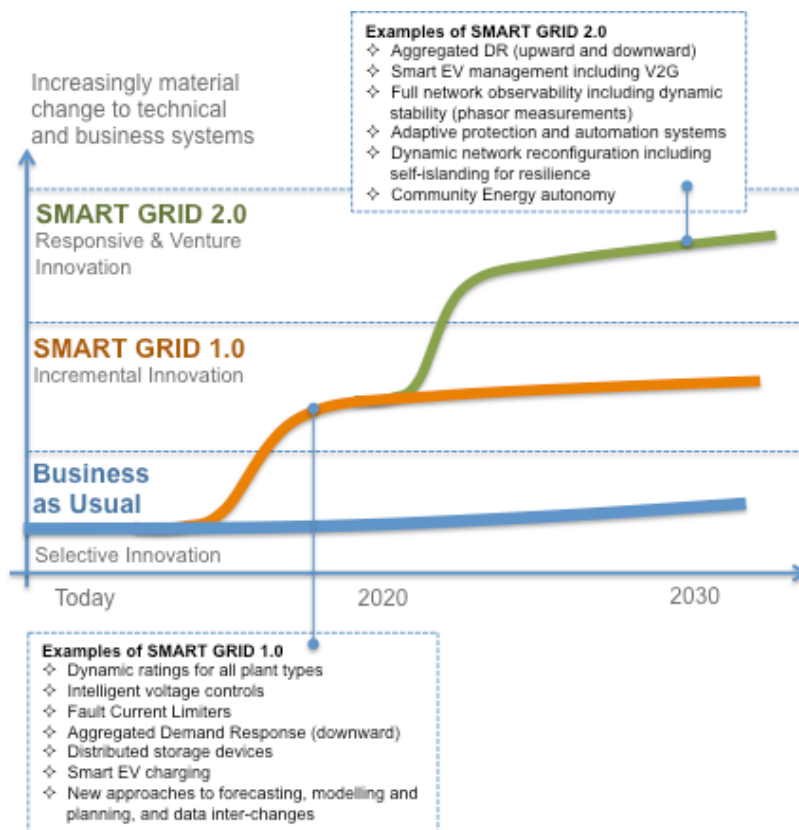 Examples of SMART GRID 2.0
✧ Aggregated DR (upward and downward)
✧ Smart EV management including V2G
✧ Full network observability including dynamic
stability (phasor measurements)
✧ Adaptive protection and automation systems
✧ Dynamic network reconfiguration including
self-islanding for resilience
✧ Community Energy autonomy
Increasingly material
change to technical
and business systems
SMART GRID 2.0
Responsive & Venture
Innovation
SMART GRID 1.0
Incremental Innovation
Business
as Usual
Selective Innovation
Today
2020
2030
Examples of SMART GRID 1.0
✧ Dynamic ratings for all plant types
✧ Intelligent voltage controls
✧ Fault Current Limiters
✧ Aggregated Demand Response (downward)
✧ Distributed storage devices
✧ Smart EV charging
✧ New approaches to forecasting, modelling and
planning, and data inter-changes